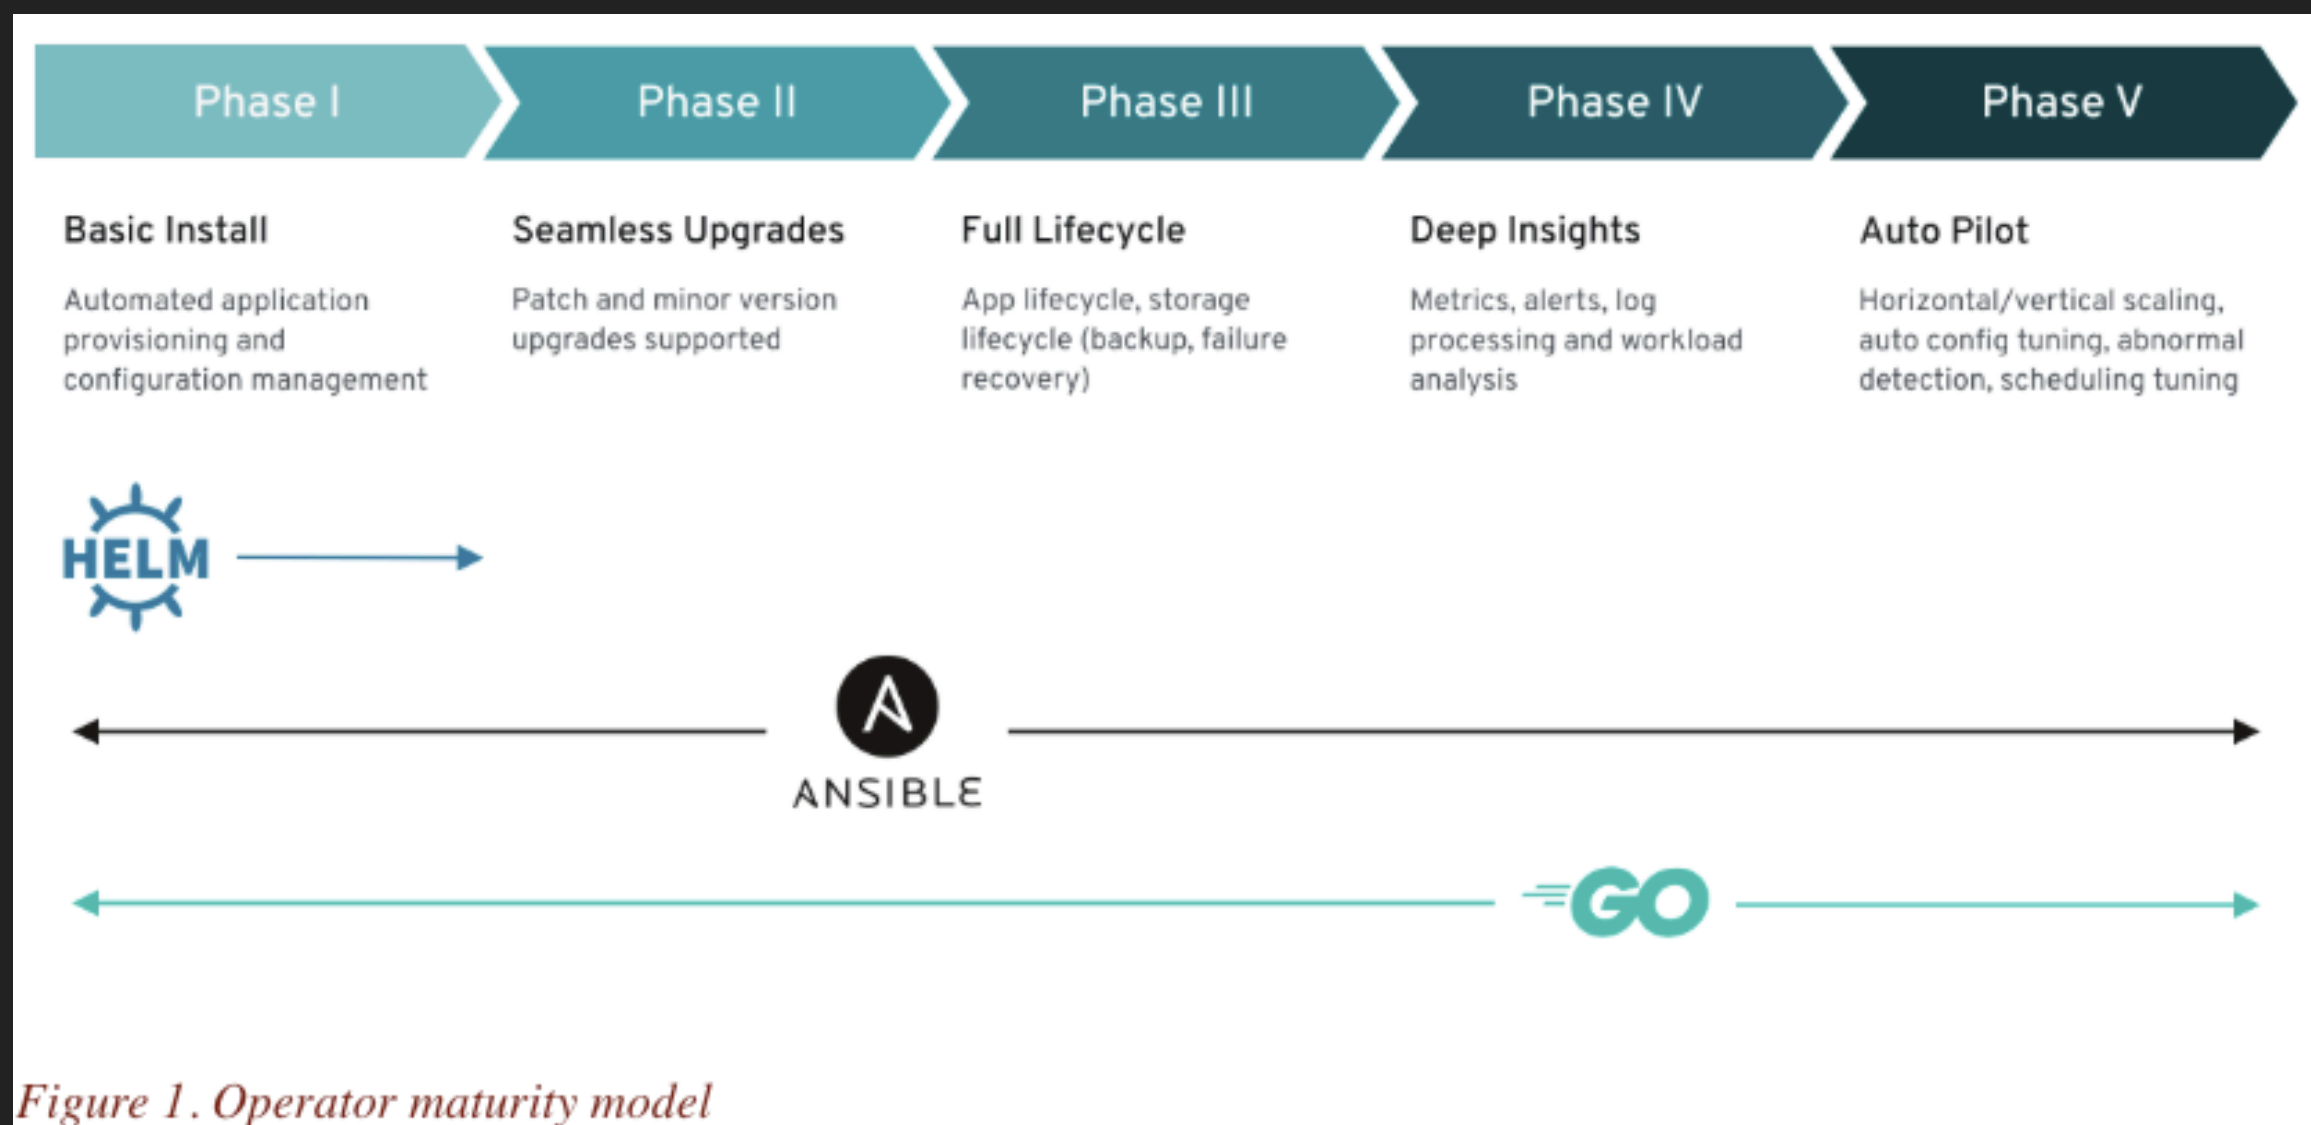 Phase I
Phase II
Phase III
Phase IV
Phase V
Basic Install
Automated application
provisioning and
configuration management
Seamless Upgrades
Patch and minor version
upgrades supported
Full Lifecycle
App lifecycle, storage
lifecycle (backup, failure
recovery)
Deep Insights
Metrics, alerts, log
processing and workload
analysis
Auto Pilot
Horizontal/vertical scaling,
auto config tuning, abnormal
detection, scheduling tuning
HELM
A
ANSIBLE
GO
Figure 1. Operator maturity model